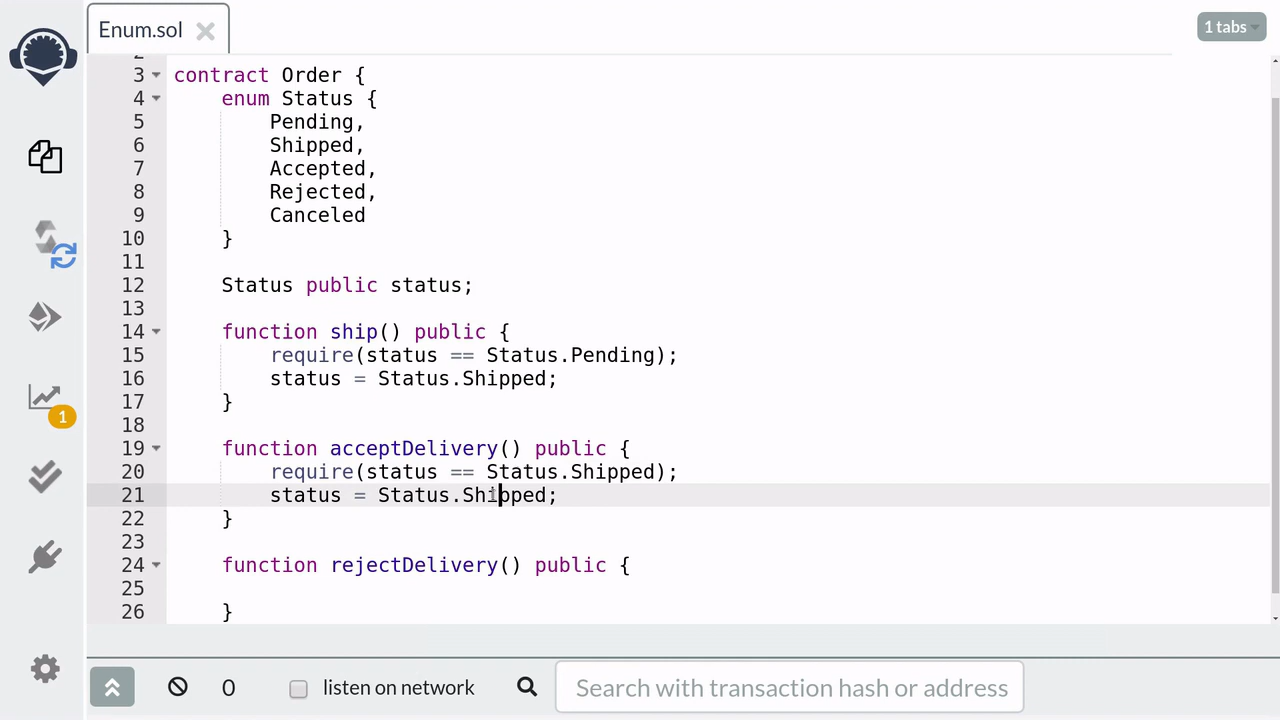 Enum.sol
1 tabs
3 contract Order {
4     enum Status {
5         Pending,
6         Shipped,
7         Accepted,
8         Rejected,
9         Canceled
10     }
11
12     Status public status;
13
14     function ship() public {
15         require(status == Status.Pending);
16         status = Status.Shipped;
17     }
18
19     function acceptDelivery() public {
20         require(status == Status.Shipped);
21         status = Status.Shipped;
22     }
23
24     function rejectDelivery() public {
25
26     }
1
0 listen on network Search with transaction hash or address